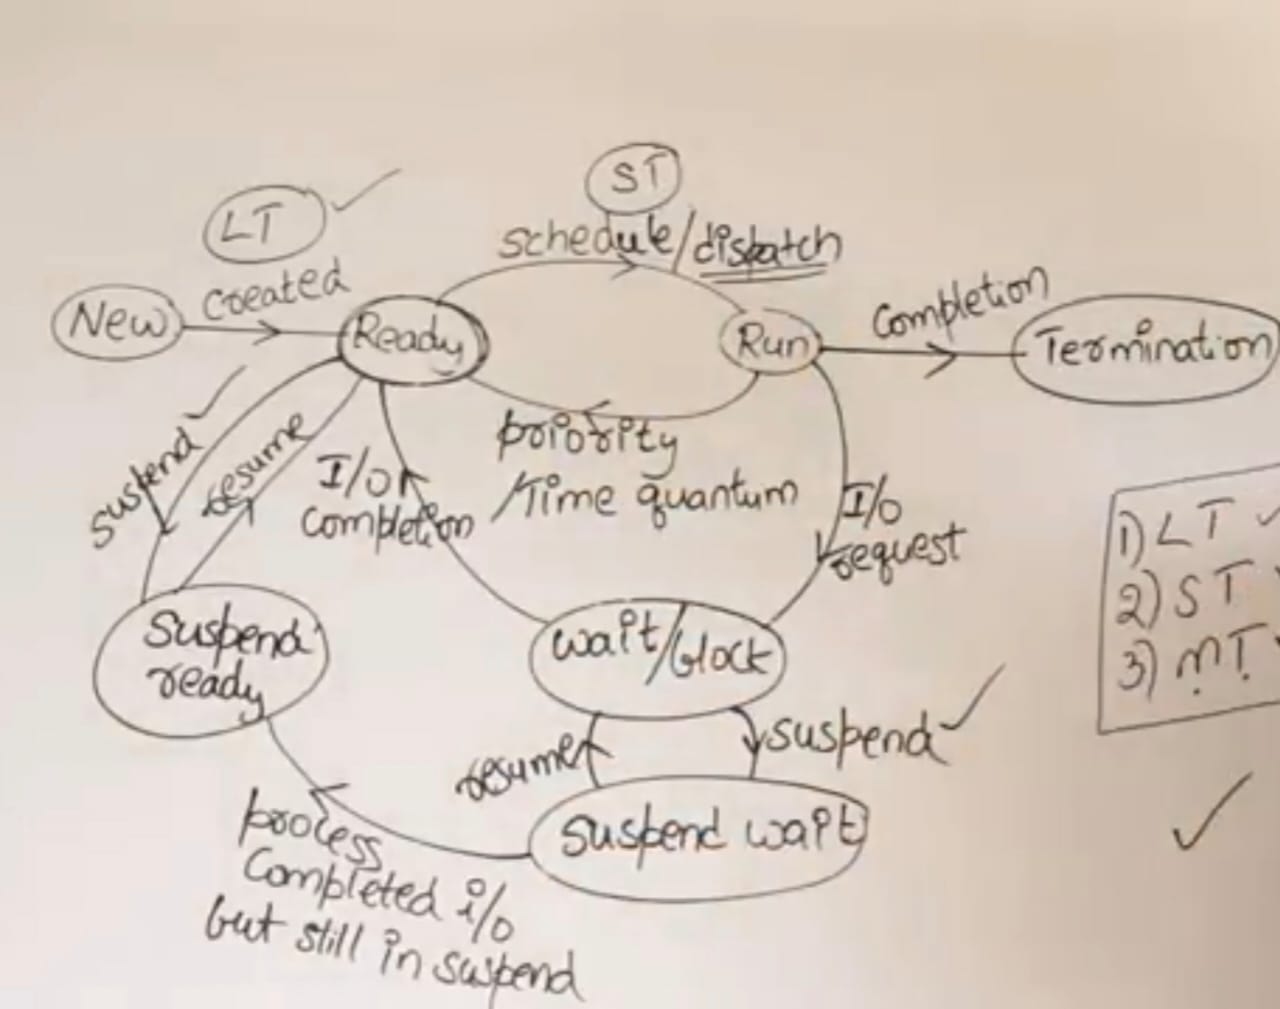 ST
LT ✓
schedule/dispatch
created
New
Ready
Run
Completion
Termination
priority
/Time quantum
suspend ✓
resume
I/O
Completion
I/o
request
1) LT ✓
2) ST
3) MT
Suspend
ready
wait/block
resume
suspend ✓
Suspend wait
process
Completed i/o
but still in suspend
✓